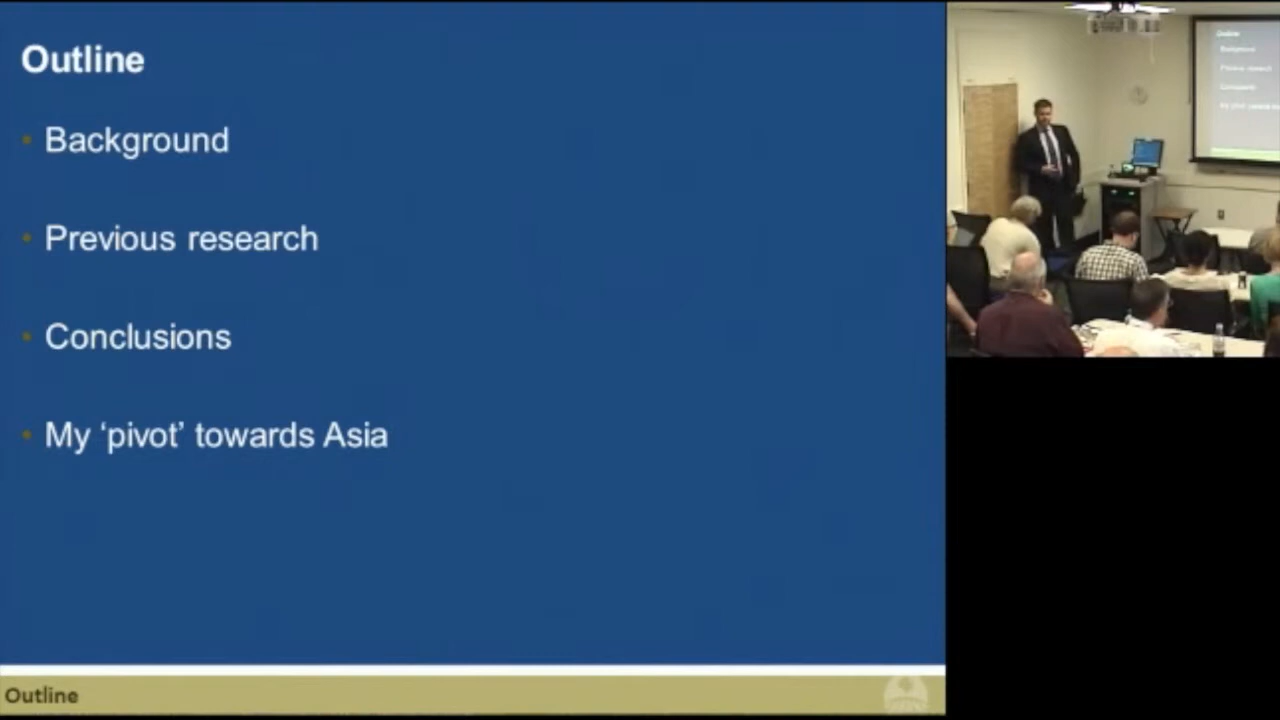 Outline
• Background
• Previous research
• Conclusions
• My ‘pivot’ towards Asia
Outline